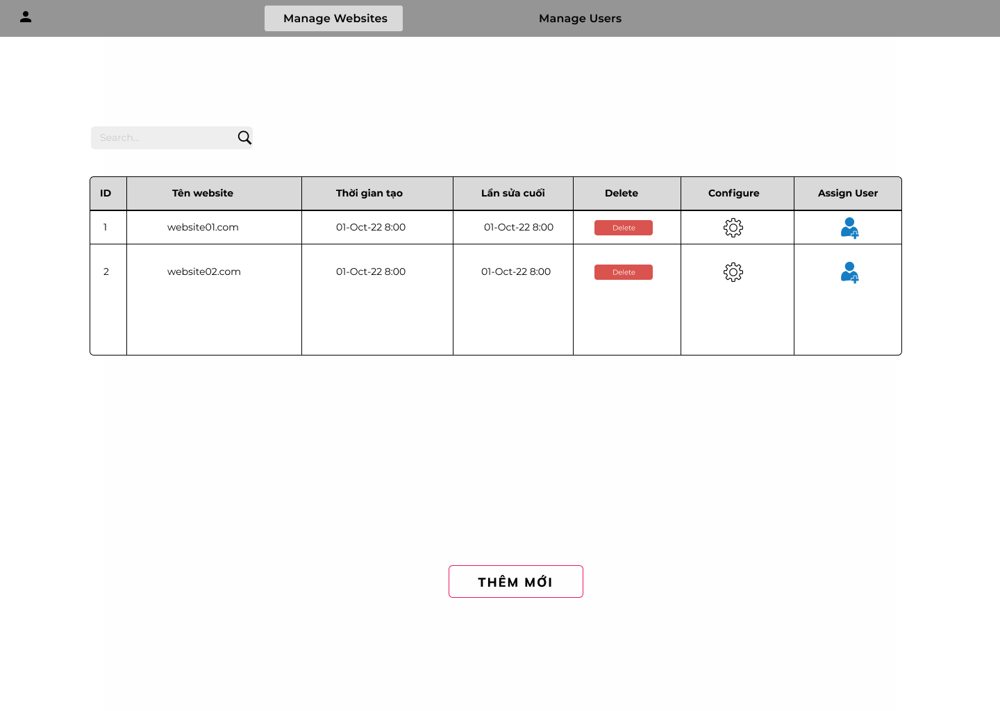 Manage Websites Manage Users
Search...
ID Tên website Thời gian tạo Lần sửa cuối Delete Configure Assign User
1 website01.com 01-Oct-22 8:00 01-Oct-22 8:00 Delete
2 website02.com 01-Oct-22 8:00 01-Oct-22 8:00 Delete
THÊM MỚI